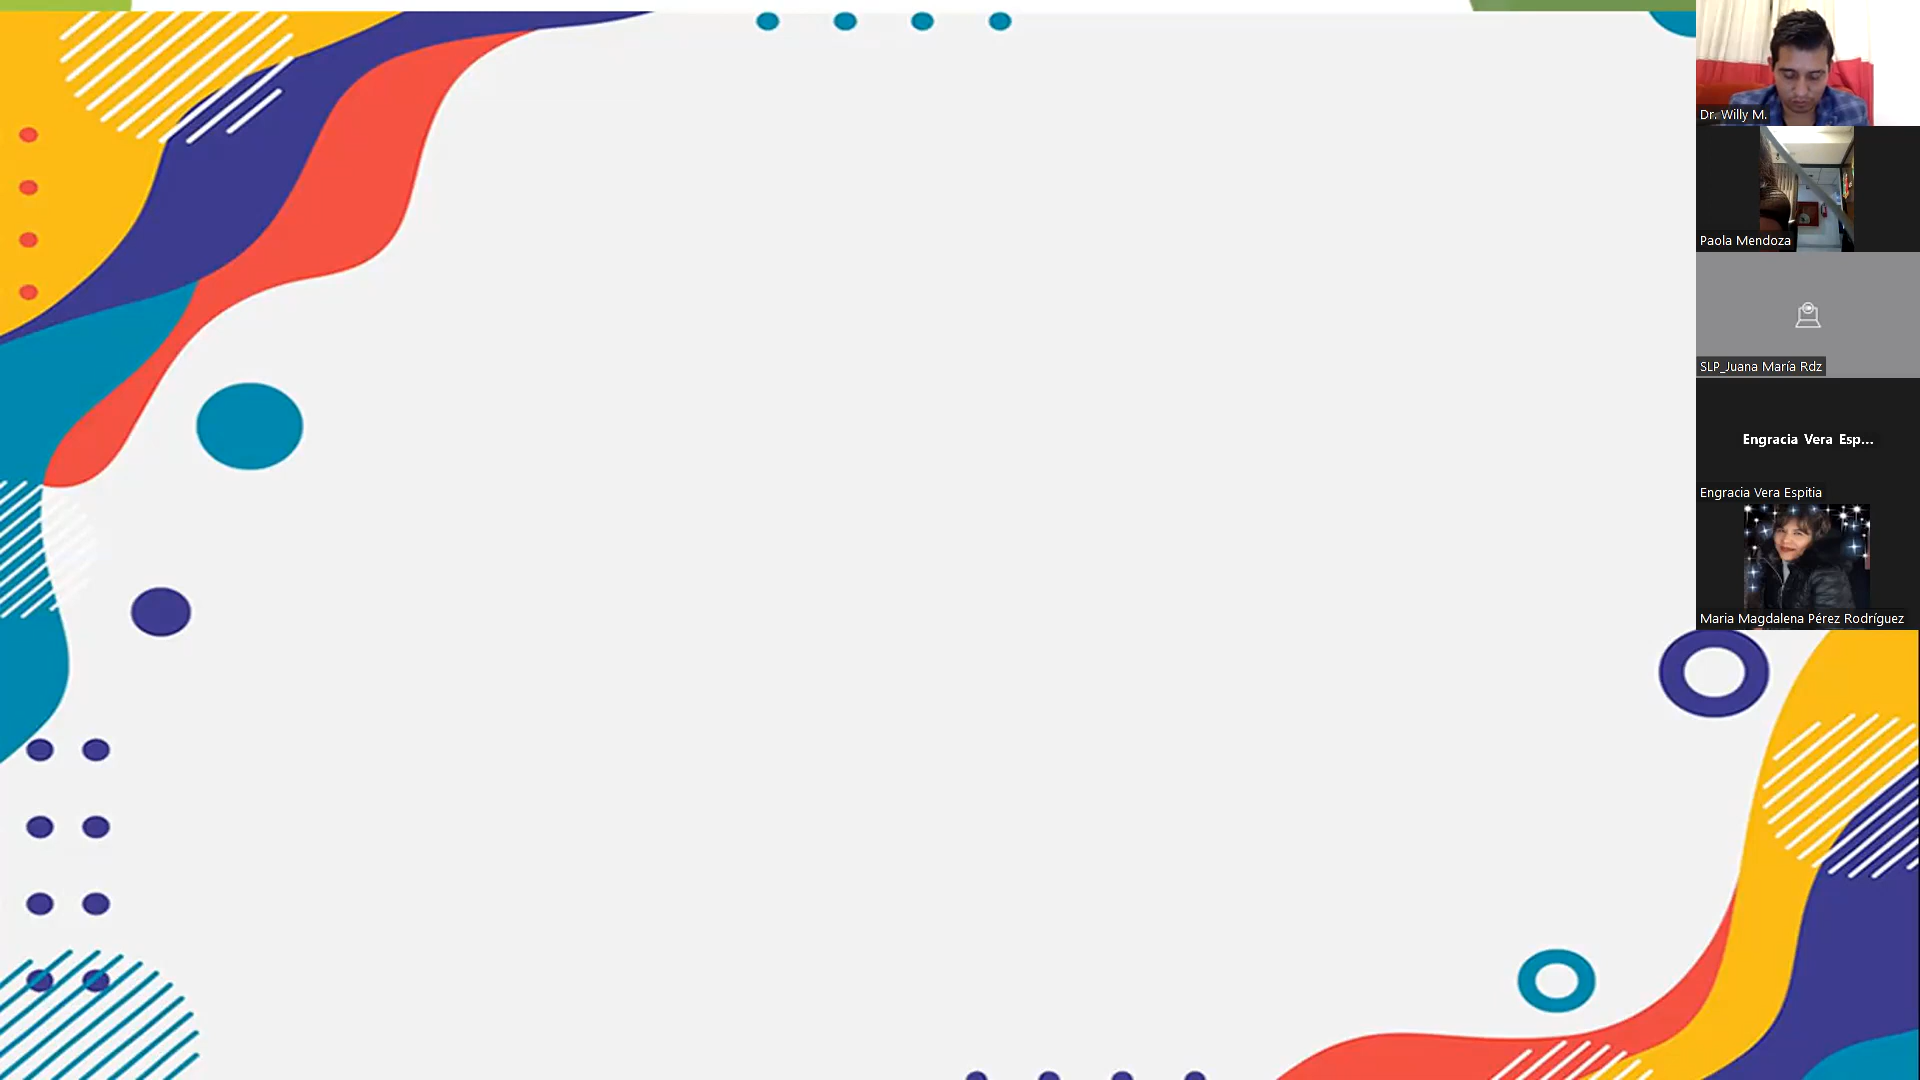 Dr. Willy M.
Paola Mendoza
SLP_Juana María Rdz
Engracia Vera Esp...
Engracia Vera Espitia
Maria Magdalena Pérez Rodríguez